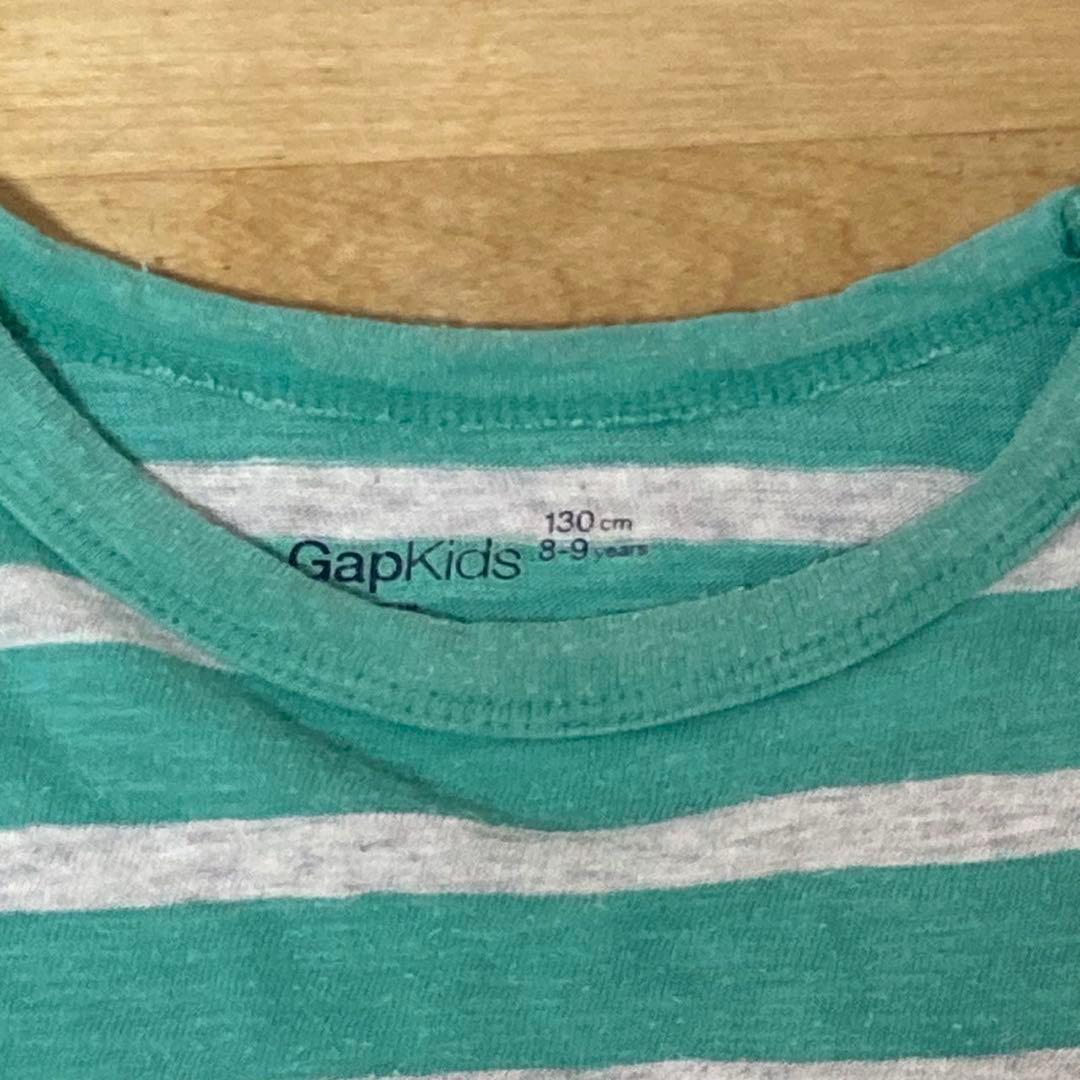 GapKids
130 cm
8-9 years